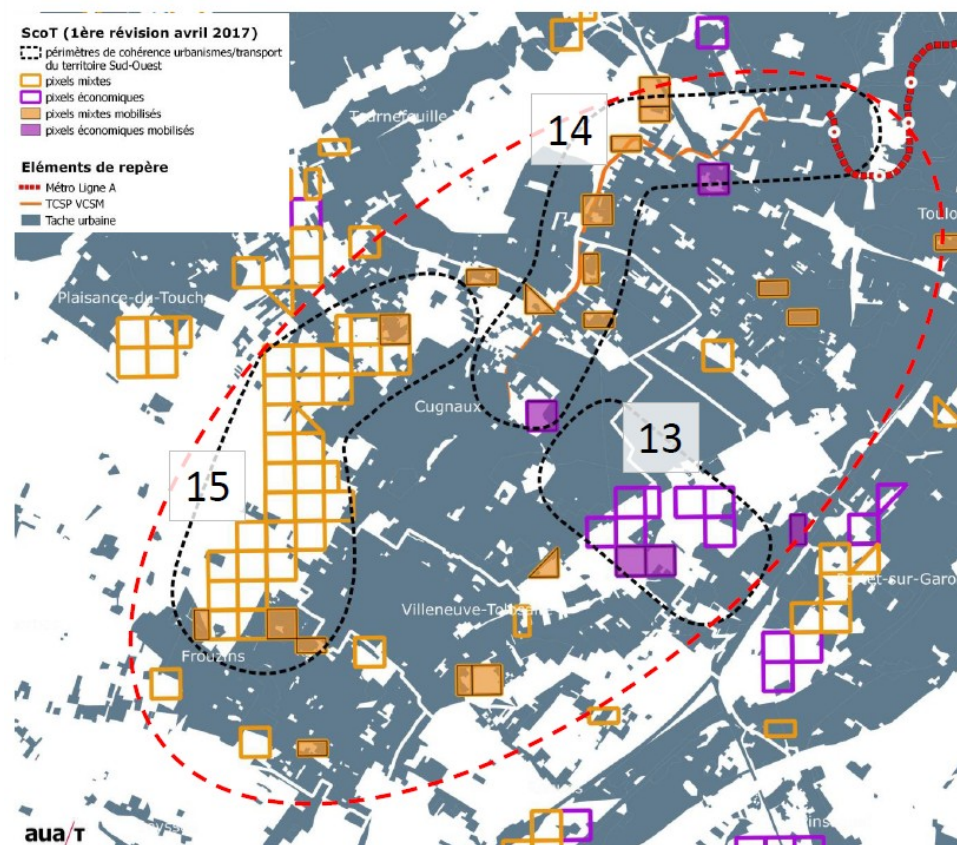 ScoT (1ère révision avril 2017)
périmètres de cohérence urbanismes/transport
du territoire Sud-Ouest
pixels mixtes
pixels économiques
pixels mixtes mobilisés
pixels économiques mobilisés
Eléments de repère
Métro Ligne A
TCSP VCSM
Tache urbaine
Tournefeuille
14
Toulo
Plaisance-du-Touch
Cugnaux
13
15
Villeneuve-Tolosane
Frouzins
aua/T